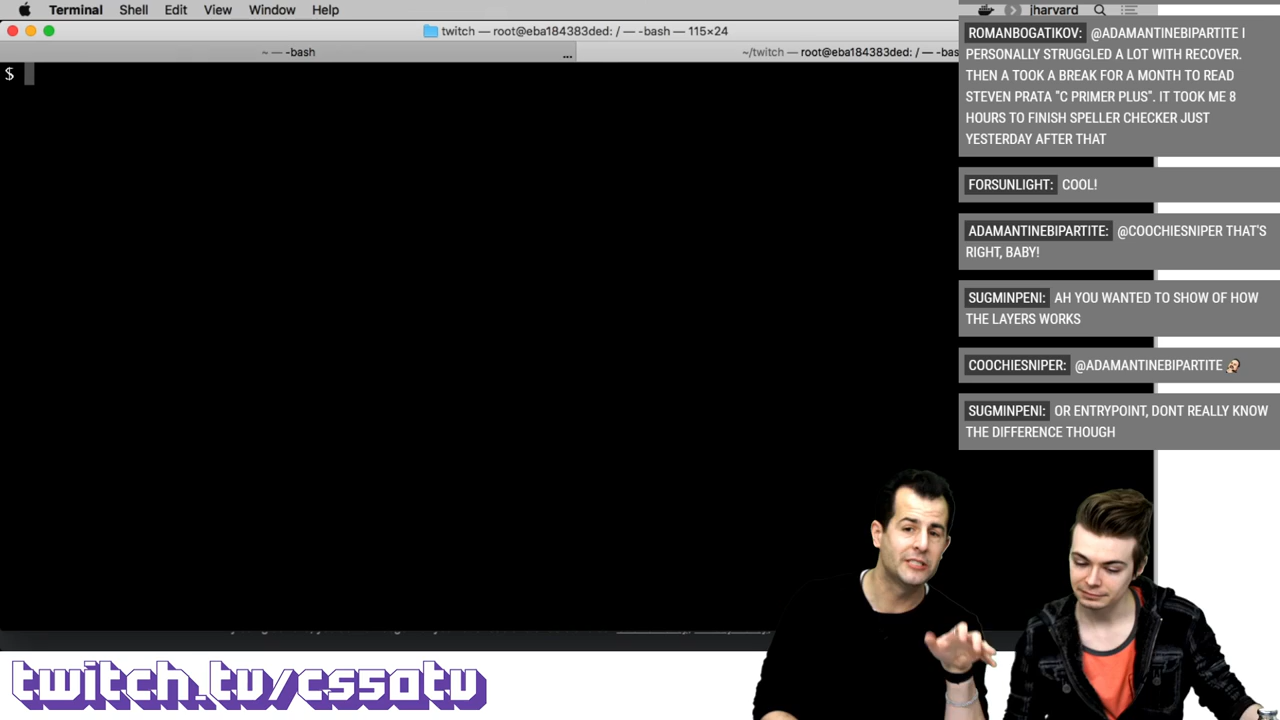 Terminal Shell Edit View Window Help
jharvard
twitch — root@eba184383ded: / — -bash — 115×24
~ — -bash
...
~/twitch — root@eba184383ded: / — -bas
$
ROMANBOGATIKOV: @ADAMANTINEBIPARTITE I
PERSONALLY STRUGGLED A LOT WITH RECOVER.
THEN A TOOK A BREAK FOR A MONTH TO READ
STEVEN PRATA "C PRIMER PLUS". IT TOOK ME 8
HOURS TO FINISH SPELLER CHECKER JUST
YESTERDAY AFTER THAT
FORSUNLIGHT: COOL!
ADAMANTINEBIPARTITE: @COOCHIESNIPER THAT'S
RIGHT, BABY!
SUGMINPENI: AH YOU WANTED TO SHOW OF HOW
THE LAYERS WORKS
COOCHIESNIPER: @ADAMANTINEBIPARTITE
SUGMINPENI: OR ENTRYPOINT, DONT REALLY KNOW
THE DIFFERENCE THOUGH
twitch.tv/cs50tv